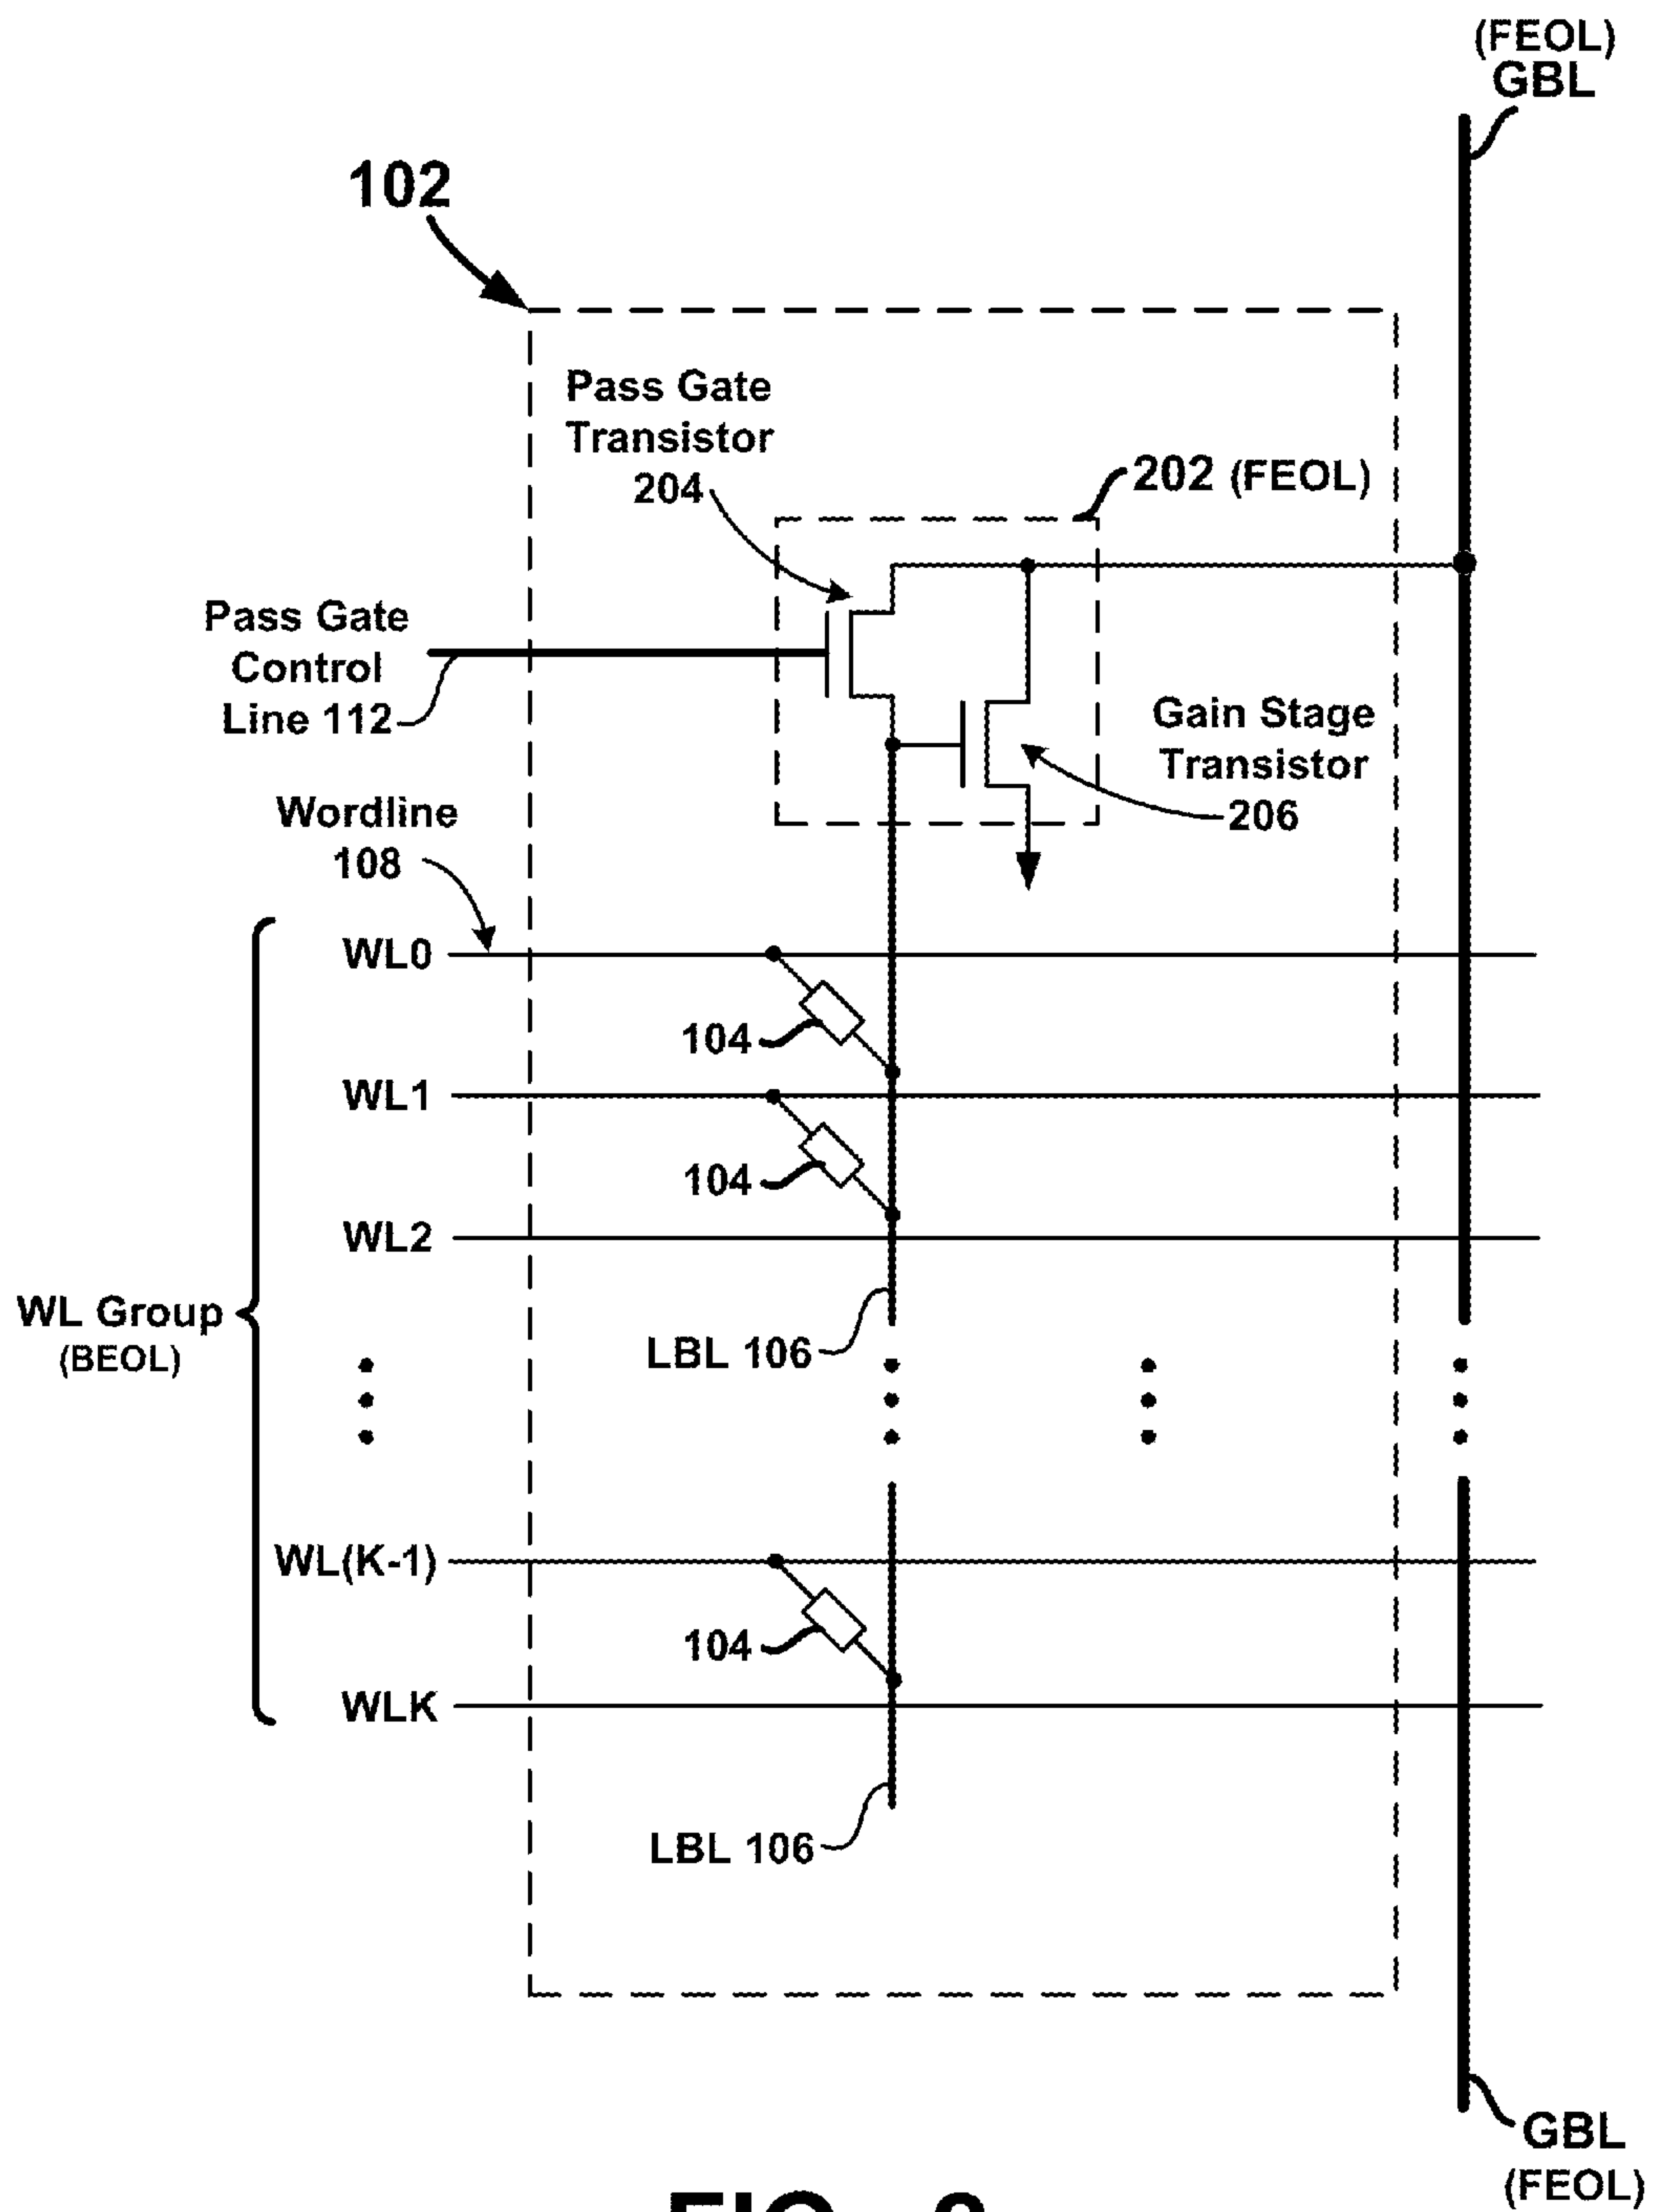 (FEOL)
GBL
102
Pass Gate
Transistor
204
202 (FEOL)
Pass Gate
Control
Line 112
Gain Stage
Transistor
206
Wordline
108
WL0
104
WL1
104
WL2
WL Group
(BEOL)
LBL 106
WL(K-1)
104
WLK
LBL 106
GBL
(FEOL)